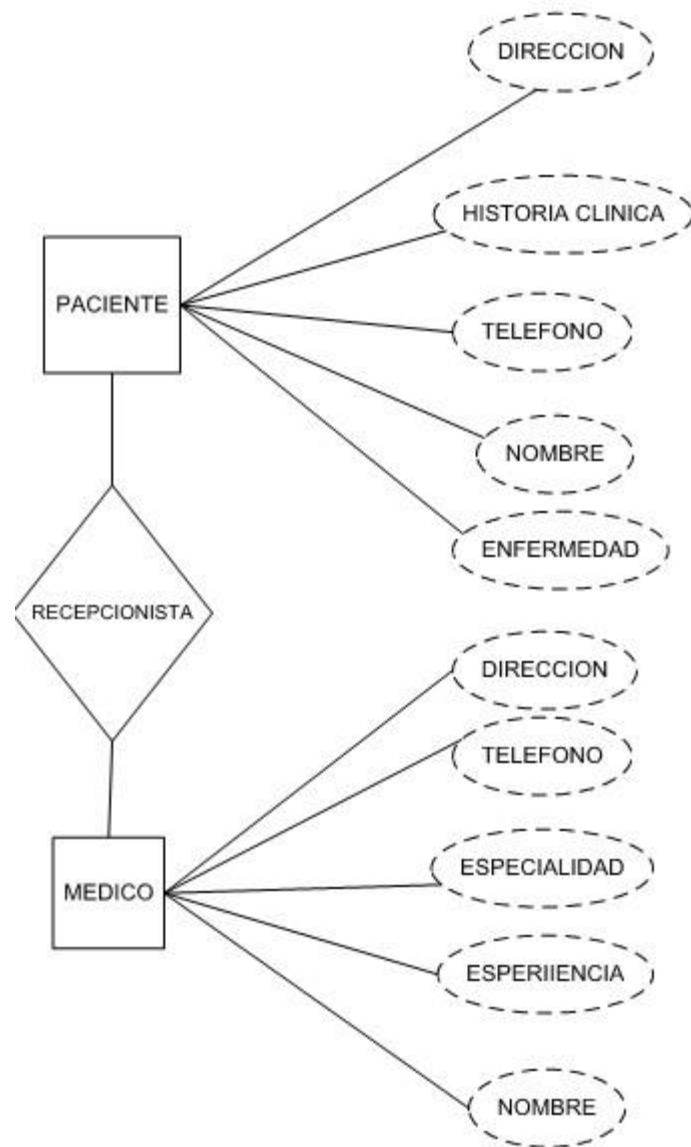 DIRECCION
HISTORIA CLINICA
PACIENTE
TELEFONO
NOMBRE
ENFERMEDAD
RECEPCIONISTA
DIRECCION
TELEFONO
ESPECIALIDAD
MEDICO
ESPERIIENCIA
NOMBRE